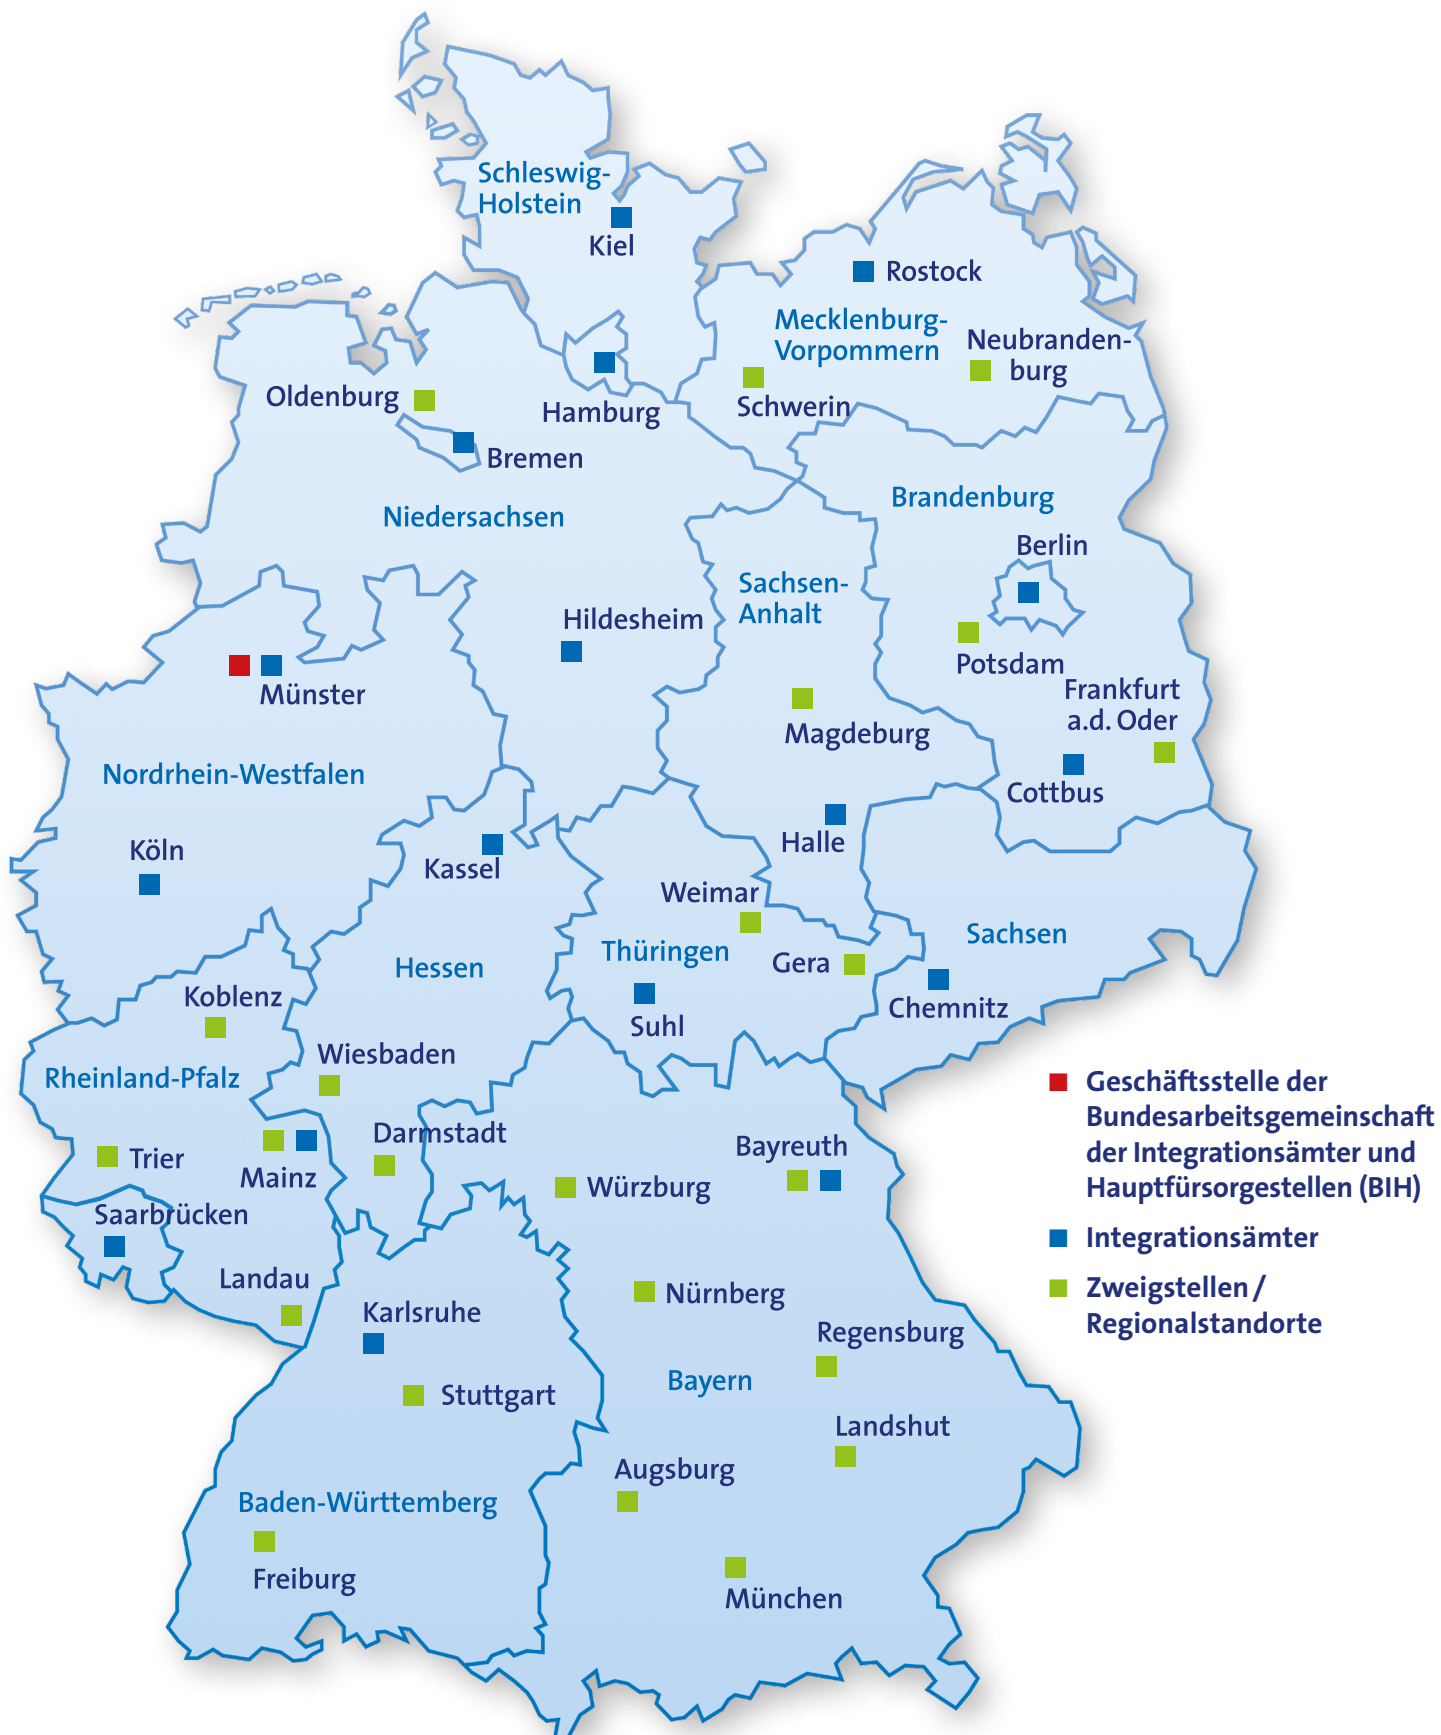 Schleswig-
Holstein
Kiel
Rostock
Mecklenburg-
Vorpommern
Neubranden-
burg
Schwerin
Oldenburg
Hamburg
Bremen
Niedersachsen
Brandenburg
Berlin
Sachsen-
Anhalt
Hildesheim
Potsdam
Frankfurt
a.d. Oder
Münster
Magdeburg
Nordrhein-Westfalen
Cottbus
Halle
Köln
Kassel
Weimar
Sachsen
Thüringen
Gera
Hessen
Koblenz
Chemnitz
Suhl
Wiesbaden
Rheinland-Pfalz
Darmstadt
Bayreuth
Trier
Mainz
Würzburg
Saarbrücken
Landau
Nürnberg
Karlsruhe
Regensburg
Bayern
Stuttgart
Landshut
Augsburg
Baden-Württemberg
Freiburg
München
Geschäftsstelle der
Bundesarbeitsgemeinschaft
der Integrationsämter und
Hauptfürsorgestellen (BIH)
Integrationsämter
Zweigstellen /
Regionalstandorte